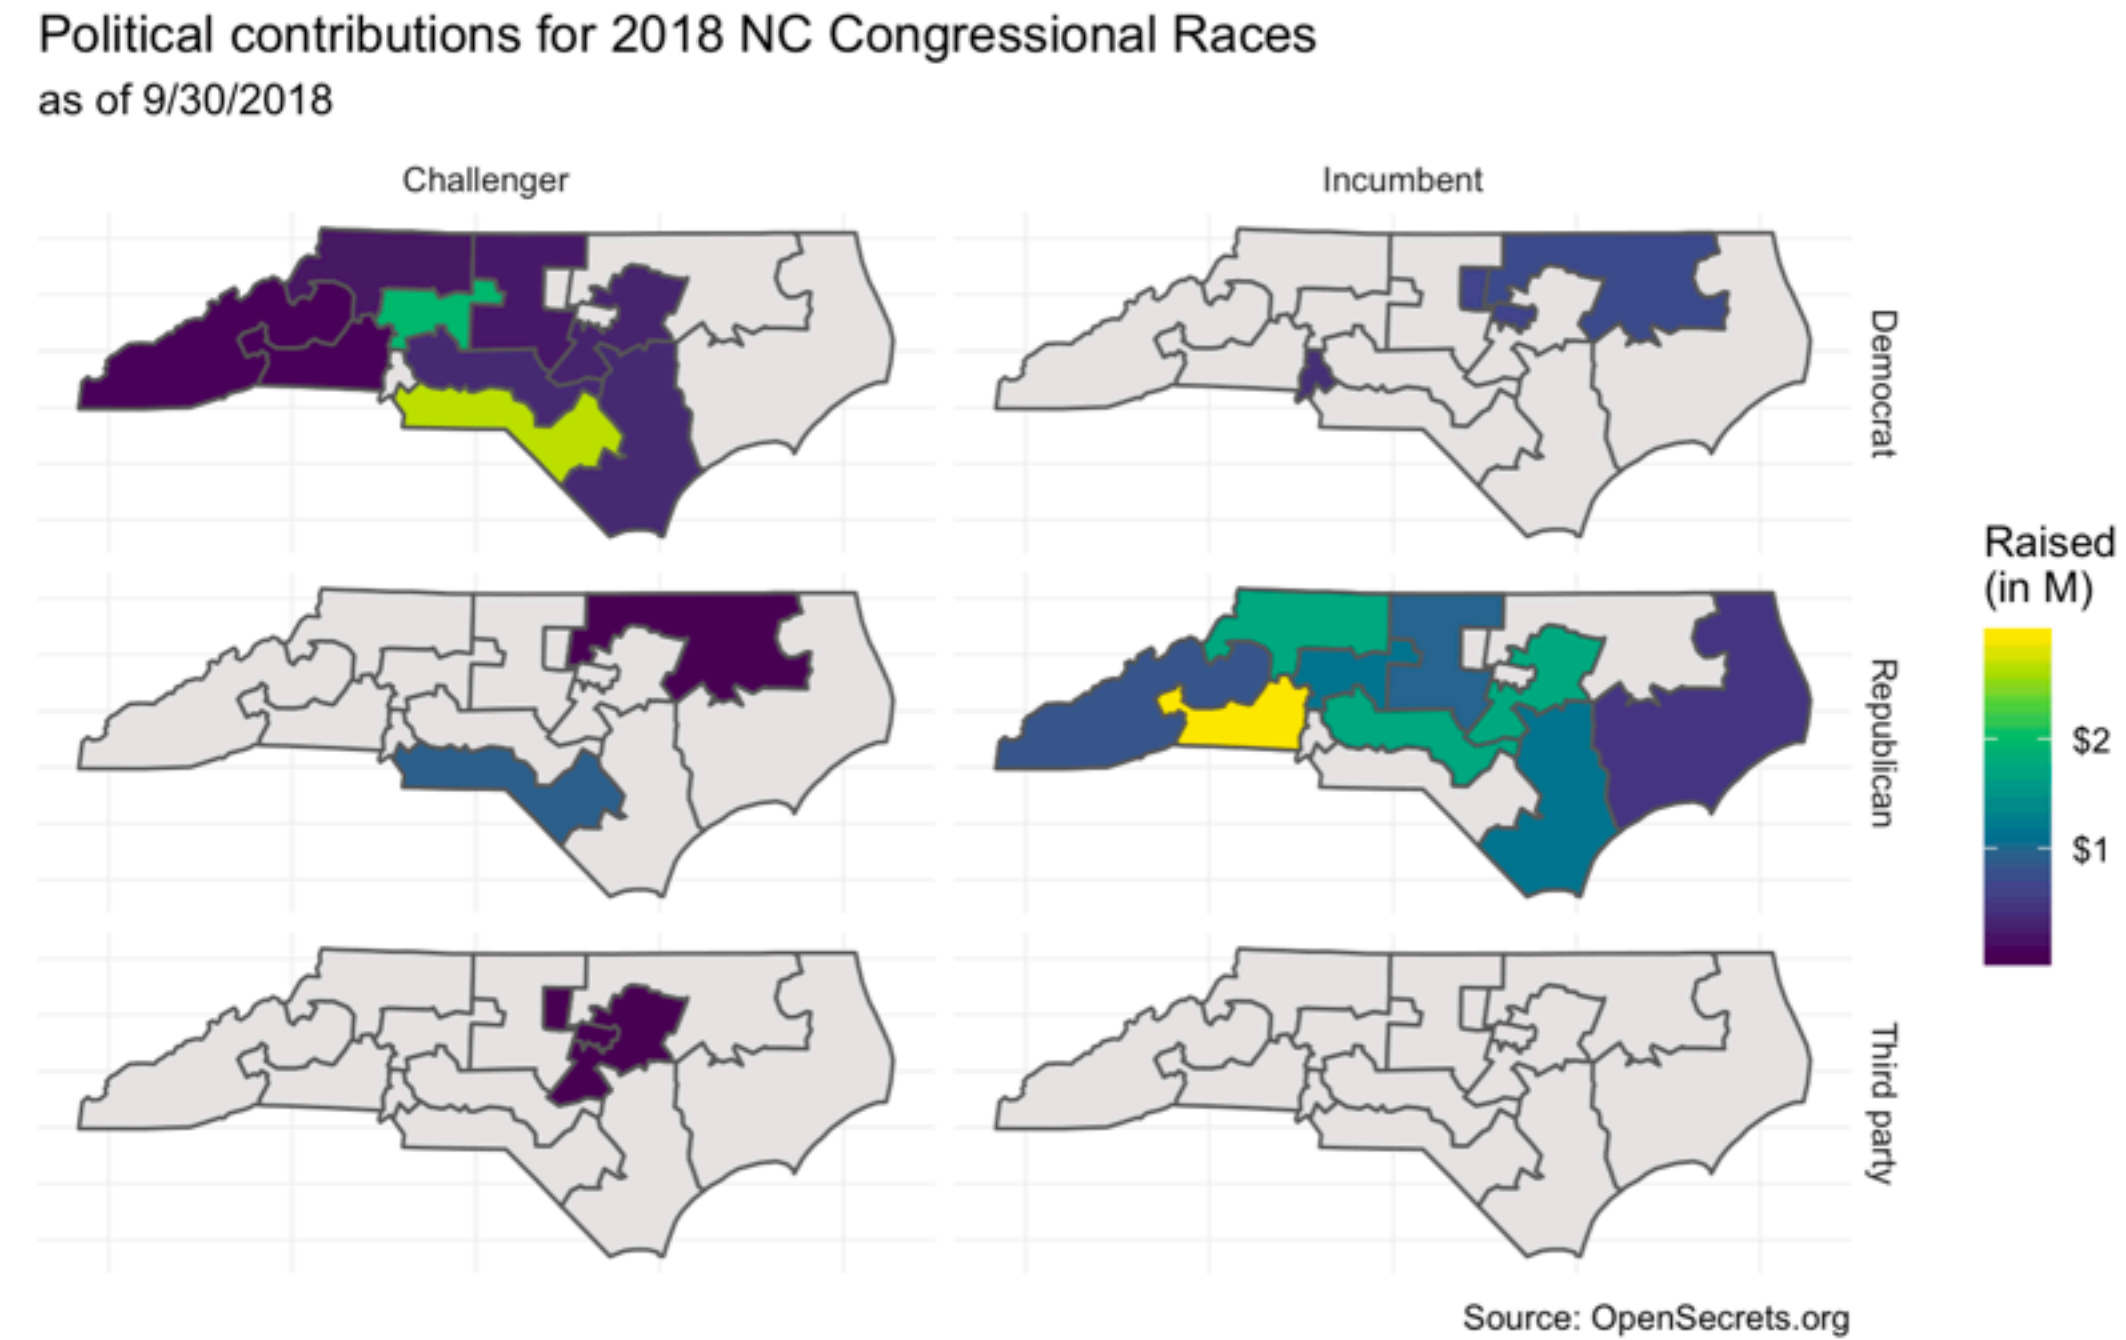 Political contributions for 2018 NC Congressional Races
as of 9/30/2018
Challenger
Incumbent
Democrat
Republican
Third party
Raised
(in M)
$2
$1
Source: OpenSecrets.org